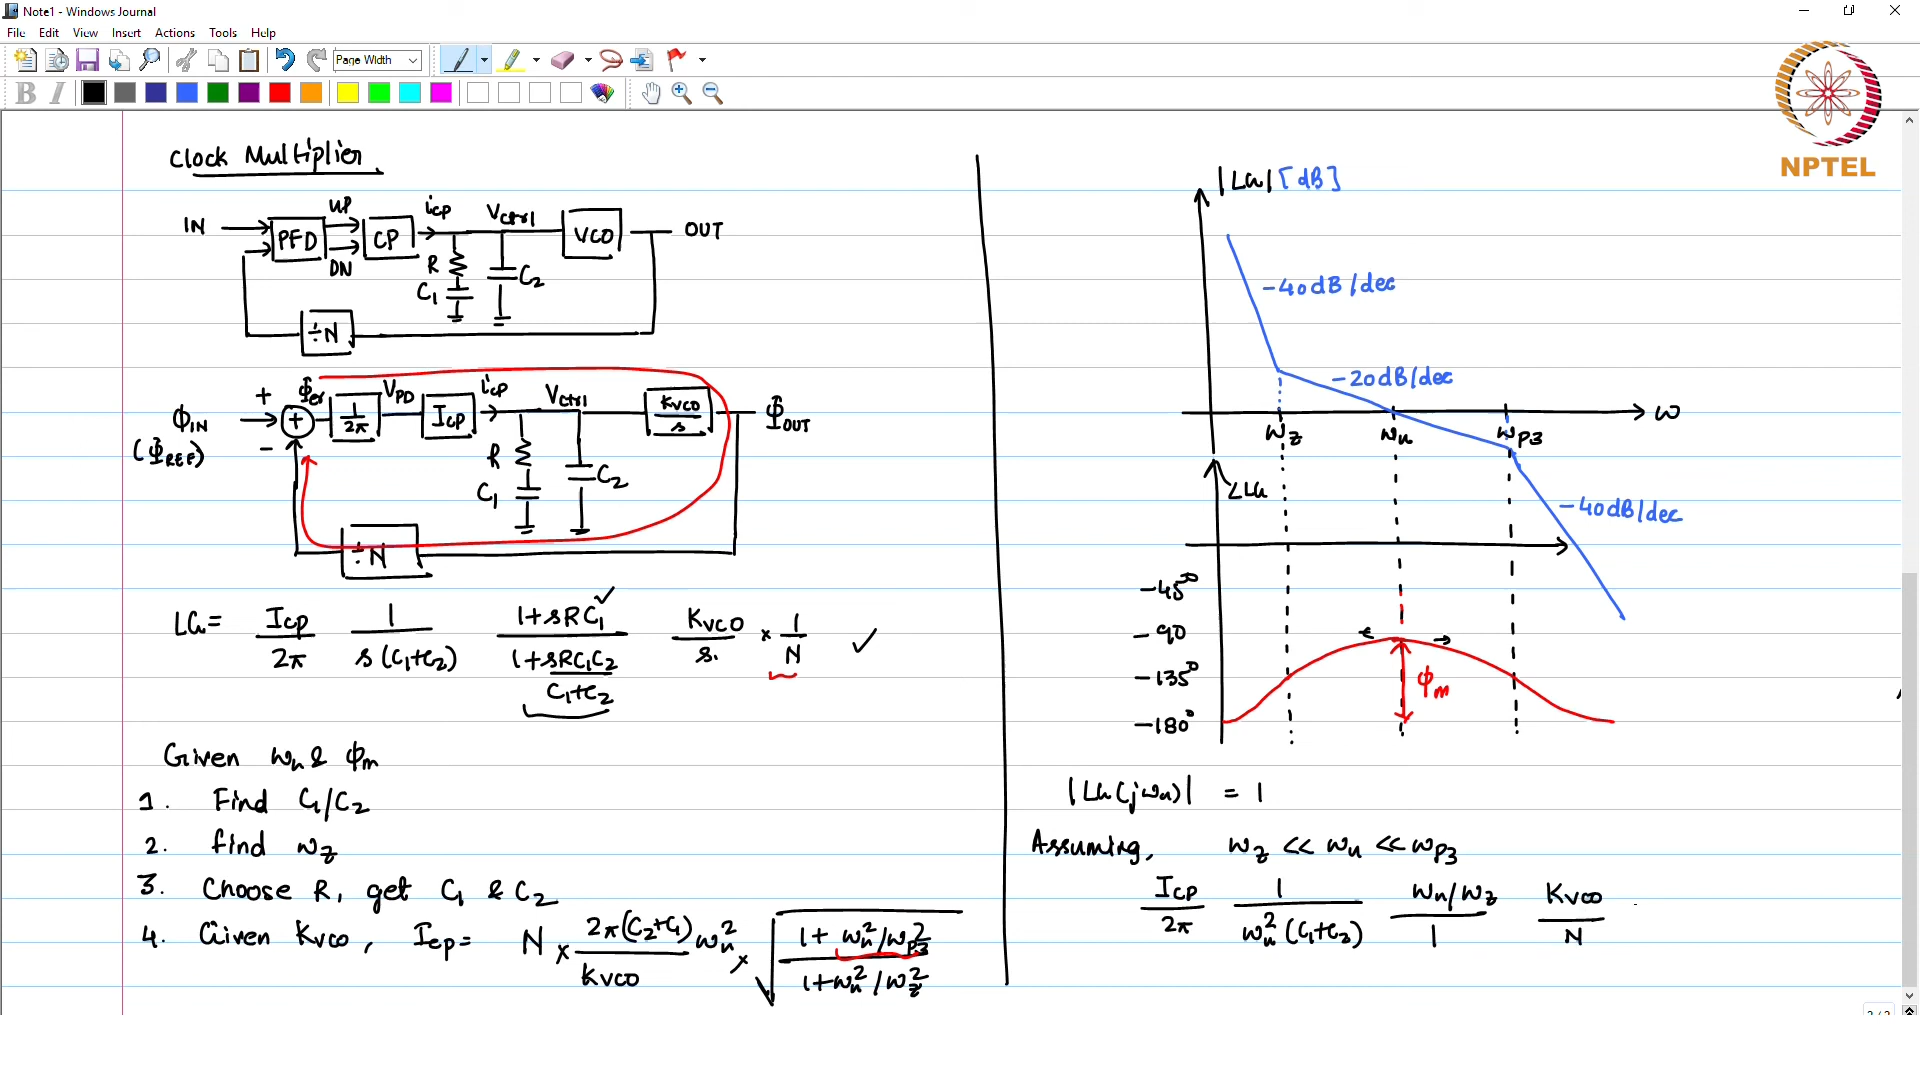 Note1 - Windows Journal
File Edit View Insert Actions Tools Help
Page Width
B I
NPTEL
Clock Multiplier
IN PFD UP DN CP icp Vctrl VCO OUT
R C1 C2
÷N
ΦIN (ΦREF) + - + Φer 1/2π VPD Icp icp Vctrl KVCO/s ΦOUT
R C1 C2
÷N
LG = Icp/2π 1/s(C1+C2) (1+sRC1)/(1+sRC1C2/(C1+C2)) KVCO/s × 1/N ✓
Given ωu & φm
1. Find C1/C2
2. find ωz
3. Choose R, get C1 & C2
4. Given KVCO, Icp = N × 2π(C2+C1)/KVCO ωu² × √((1+ωu²/ωp3²)/(1+ωu²/ωz²))
|LG| [dB]
-40dB/dec
-20dB/dec
ωz ωu ωp3 ω
∠LG
-40dB/dec
-45°
-90
-135°
φm
-180°
|LG(jωu)| = 1
Assuming, ωz << ωu << ωp3
Icp/2π 1/ωu²(C1+C2) ωu/ωz/1 KVCO/N
2/2